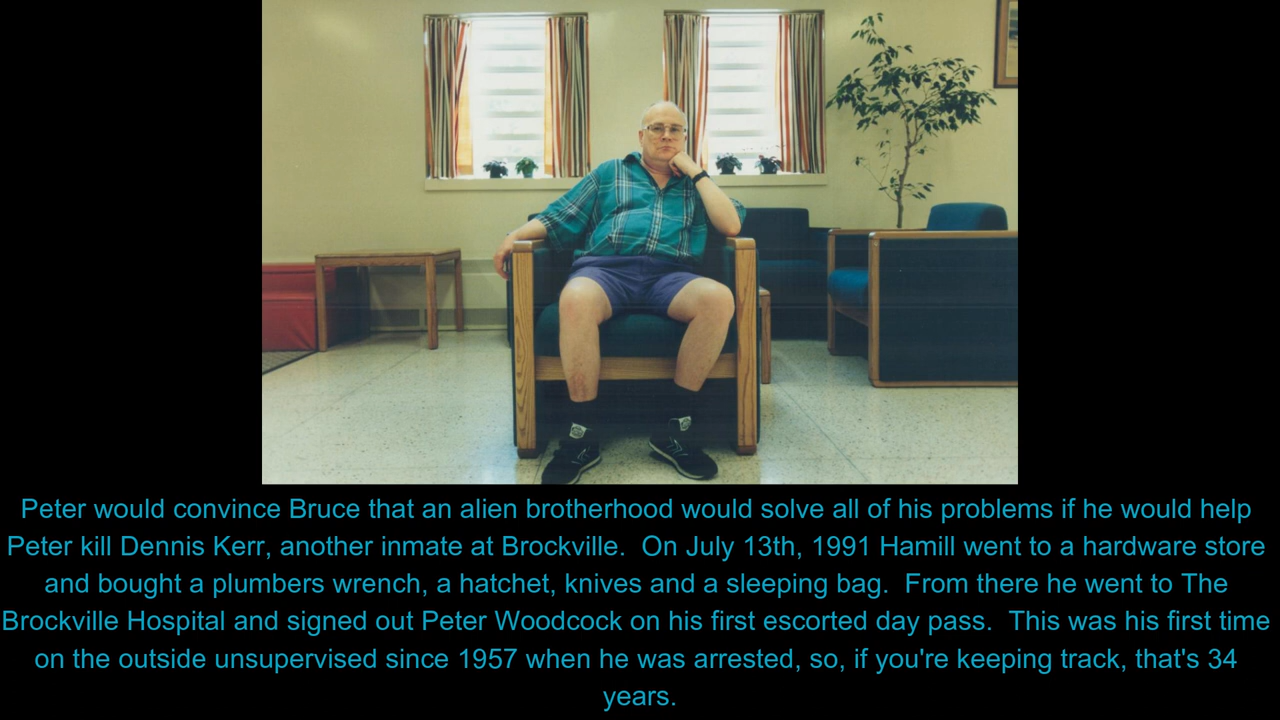 Peter would convince Bruce that an alien brotherhood would solve all of his problems if he would help
Peter kill Dennis Kerr, another inmate at Brockville.  On July 13th, 1991 Hamill went to a hardware store
and bought a plumbers wrench, a hatchet, knives and a sleeping bag.  From there he went to The
Brockville Hospital and signed out Peter Woodcock on his first escorted day pass.  This was his first time
on the outside unsupervised since 1957 when he was arrested, so, if you're keeping track, that's 34
years.